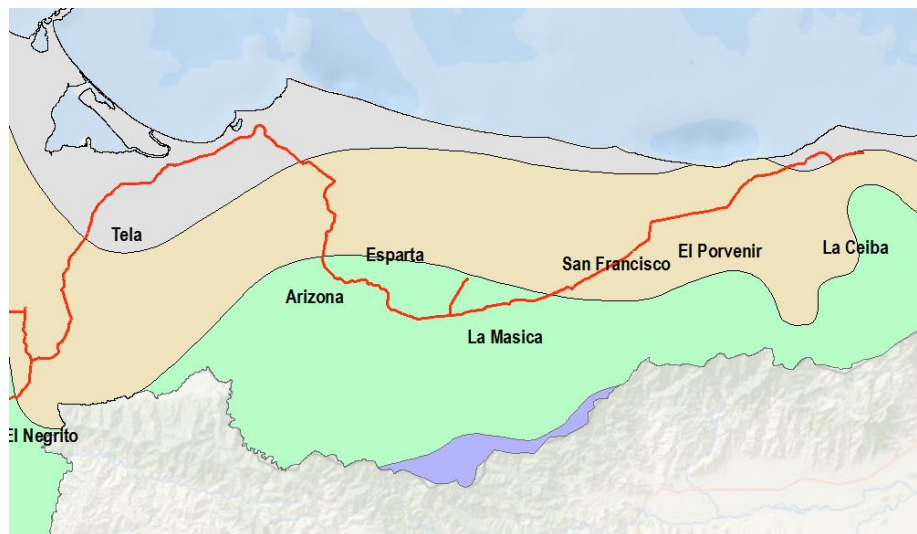 Tela
Esparta
San Francisco
El Porvenir
La Ceiba
Arizona
La Masica
El Negrito